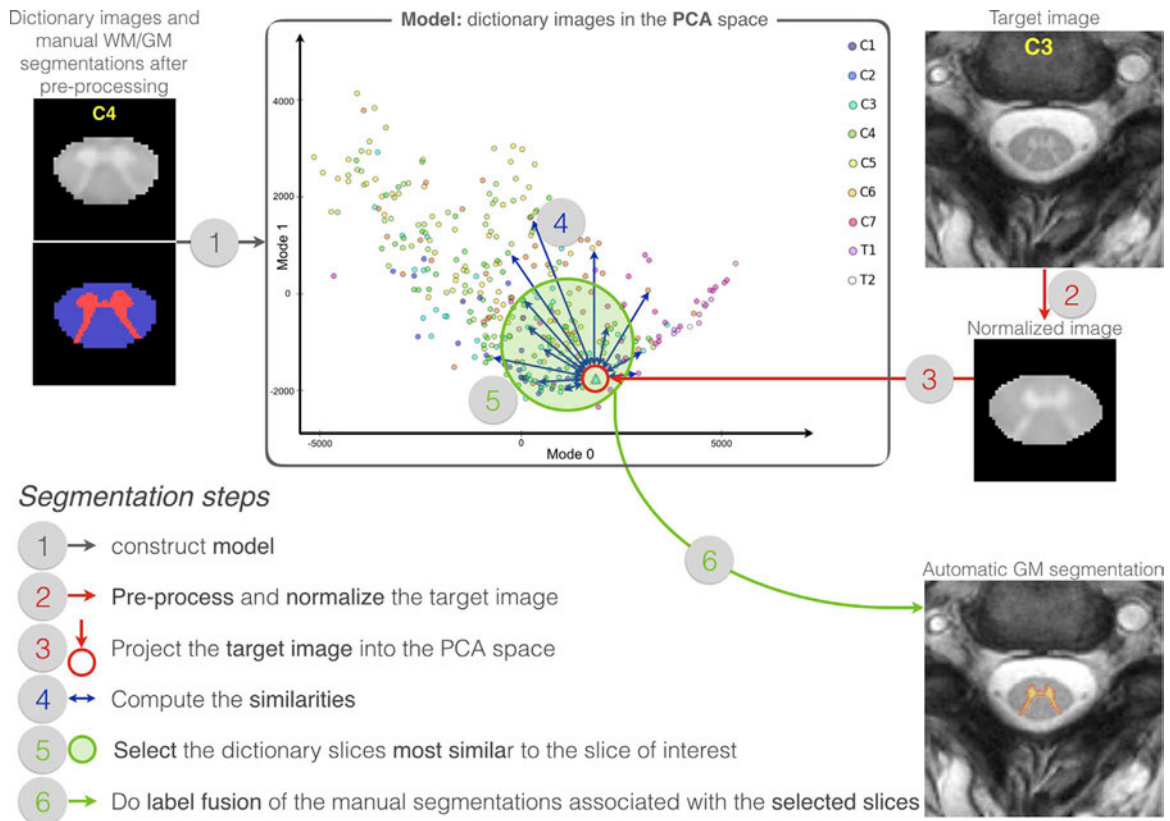 Dictionary images and
manual WM/GM
segmentations after
pre-processing
C4
1
Model: dictionary images in the PCA space
Mode 1
4000
2000
0
-2000
-5000
0
5000
Mode 0
C1
C2
C3
C4
C5
C6
C7
T1
T2
4
5
Target image
C3
2
Normalized image
3
6
Automatic GM segmentation
Segmentation steps
1 construct model
2 Pre-process and normalize the target image
3 Project the target image into the PCA space
4 Compute the similarities
5 Select the dictionary slices most similar to the slice of interest
6 Do label fusion of the manual segmentations associated with the selected slices